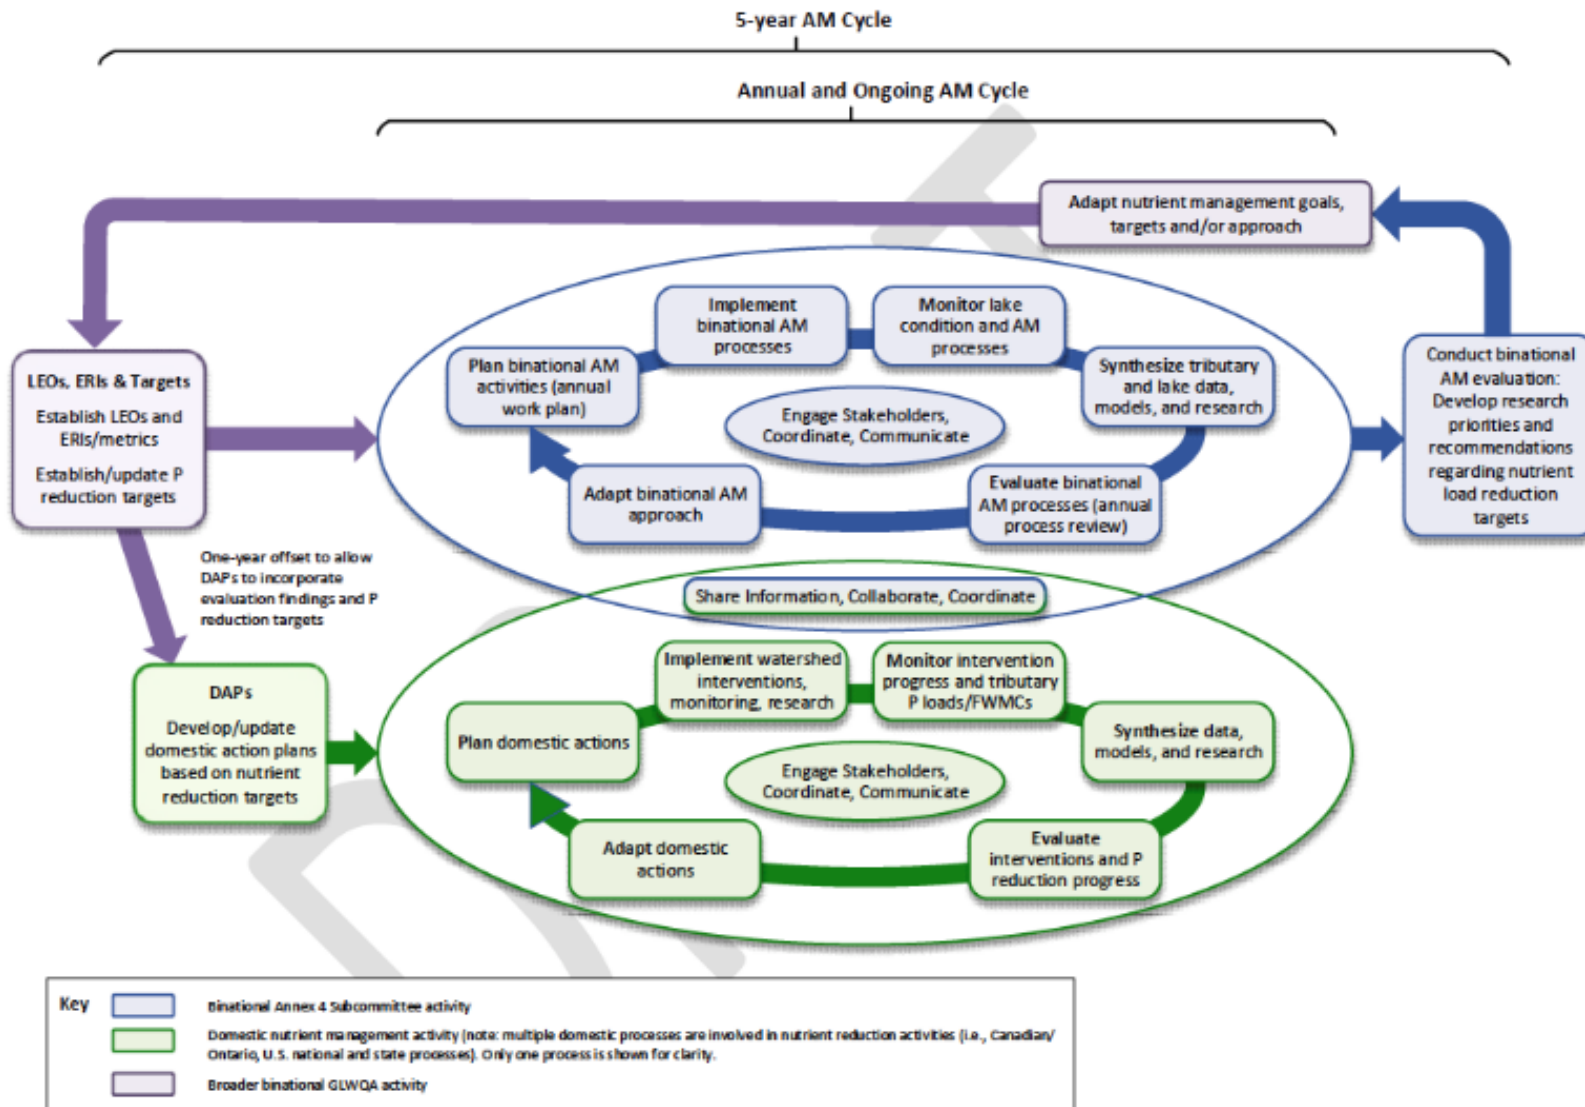 5-year AM Cycle
Annual and Ongoing AM Cycle
Adapt nutrient management goals,
targets and/or approach
Implement
binational AM
processes
Monitor lake
condition and AM
processes
Plan binational AM
activities (annual
work plan)
Synthesize tributary
and lake data,
models, and research
Engage Stakeholders,
Coordinate, Communicate
Adapt binational AM
approach
Evaluate binational
AM processes (annual
process review)
LEOs, ERIs & Targets
Establish LEOs and
ERIs/metrics
Establish/update P
reduction targets
Conduct binational
AM evaluation:
Develop research
priorities and
recommendations
regarding nutrient
load reduction
targets
One-year offset to allow
DAPs to incorporate
evaluation findings and P
reduction targets
Share Information, Collaborate, Coordinate
DAPs
Develop/update
domestic action plans
based on nutrient
reduction targets
Implement watershed
interventions,
monitoring, research
Monitor intervention
progress and tributary
P loads/FWMCs
Plan domestic actions
Synthesize data,
models, and research
Engage Stakeholders,
Coordinate, Communicate
Adapt domestic
actions
Evaluate
interventions and P
reduction progress
Key
Binational Annex 4 Subcommittee activity
Domestic nutrient management activity (note: multiple domestic processes are involved in nutrient reduction activities (i.e., Canadian/
Ontario, U.S. national and state processes). Only one process is shown for clarity.
Broader binational GLWQA activity